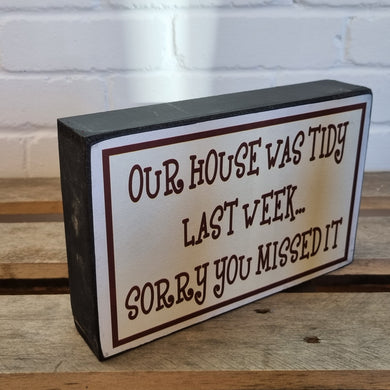 OUR HOUSE WAS TIDY
LAST WEEK...
SORRY YOU MISSED IT